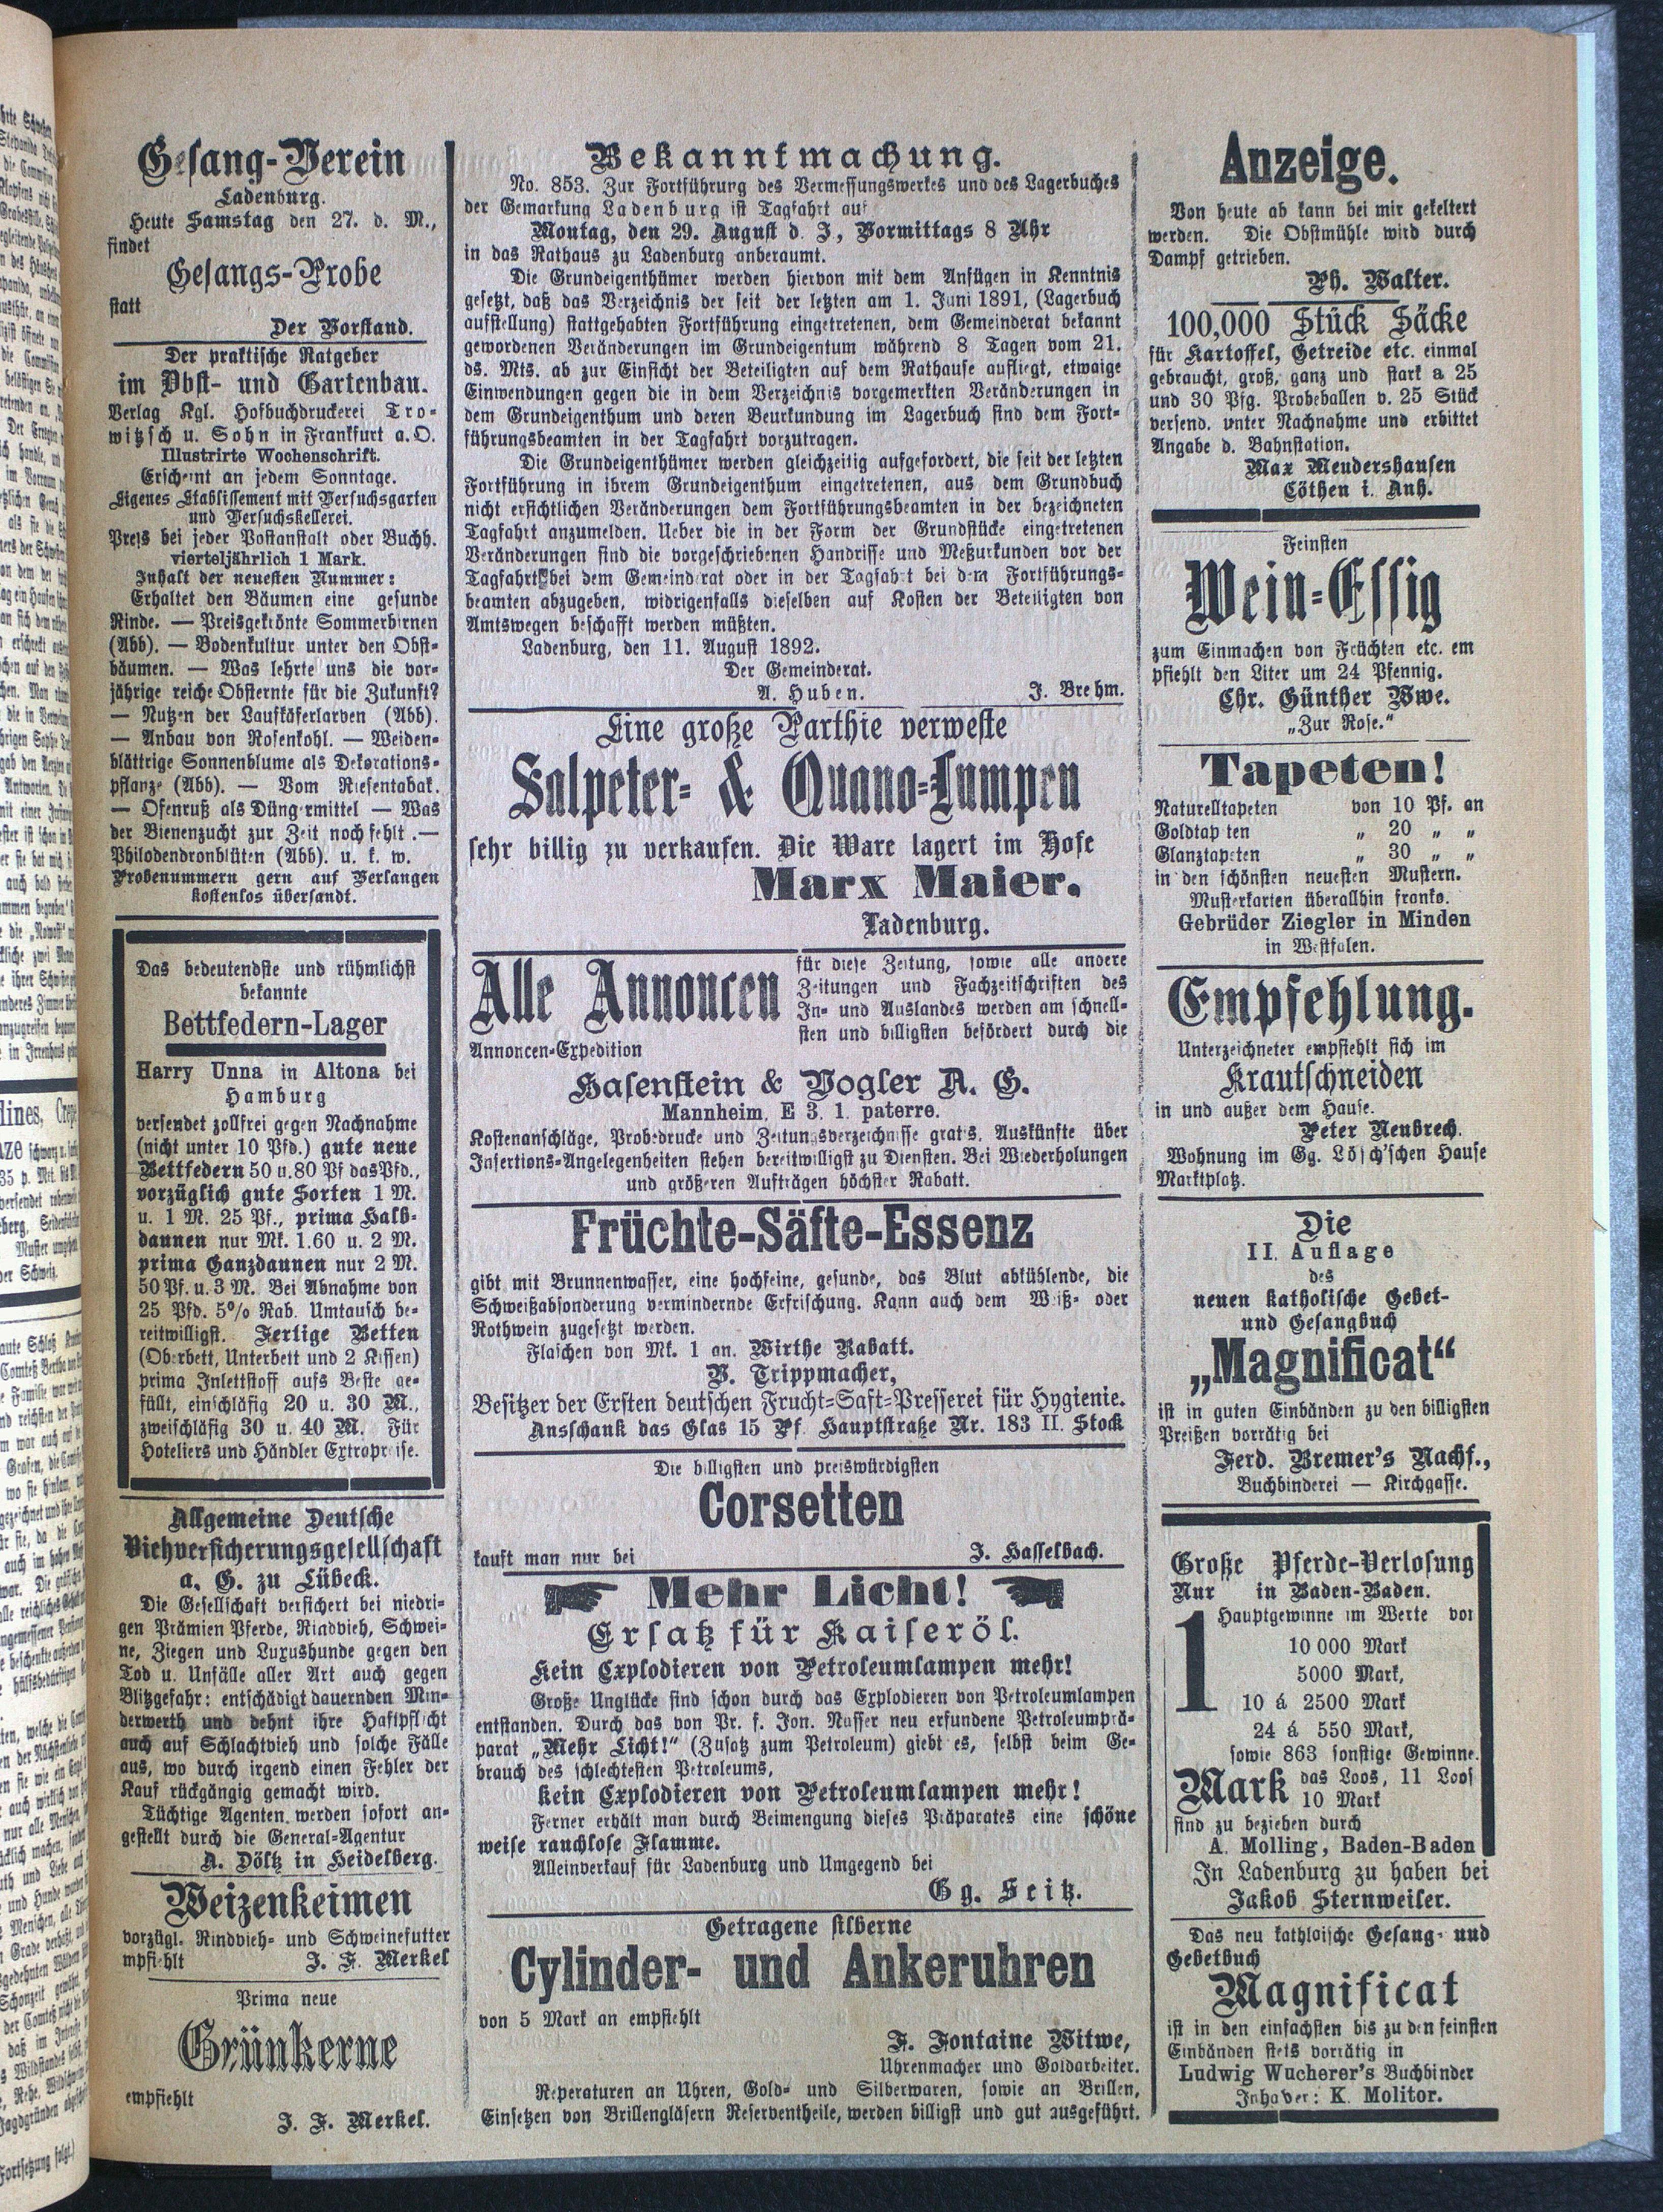 Gesang-Verein
Ladenburg.
Heute Samstag den 27. d. M.,
findet
Gesangs-Probe
statt
Der Vorstand.
Der praktische Ratgeber
im Obst- und Gartenbau.
Verlag Kgl. Hofbuchdruckerei Tro-
witzsch u. Sohn in Frankfurt a. O.
Illustrirte Wochenschrift.
Erscheint an jedem Sonntage.
Eigenes Etablissement mit Versuchsgarten
und Versuchskellerei.
Preis bei jeder Postanstalt oder Buchh.
vierteljährlich 1 Mark.
Inhalt der neuesten Nummer:
Erhaltet den Bäumen eine gesunde
Rinde. — Preisgekrönte Sommerbirnen
(Abb). — Bodenkultur unter den Obst-
bäumen. — Was lehrte uns die vor-
jährige reiche Obsternte für die Zukunft?
— Nutzen der Laufkäferlarven (Abb).
— Anbau von Rosenkohl. — Weiden-
blättrige Sonnenblume als Dekorations-
pflanze (Abb). — Vom Riesentabak.
— Ofenruß als Düngermittel — Was
der Bienenzucht zur Zeit noch fehlt. —
Philodendronblüten (Abb). u. s. w.
Probenummern gern auf Verlangen
kostenlos übersandt.
Das bedeutendste und rühmlichst
bekannte
Bettfedern-Lager
Harry Unna in Altona bei
Hamburg
versendet zollfrei gegen Nachnahme
(nicht unter 10 Pfd.) gute neue
Bettfedern 50 u. 80 Pf das Pfd.,
vorzüglich gute Sorten 1 M.
u. 1 M. 25 Pf., prima Halb-
daunen nur Mk. 1.60 u. 2 M.
prima Ganzdaunen nur 2 M.
50 Pf. u. 3 M. Bei Abnahme von
25 Pfd. 5% Rab. Umtausch be-
reitwilligst. Fertige Betten
(Oberbett, Unterbett und 2 Kissen)
prima Inlettstoff aufs Beste ge-
füllt, einschläfig 20 u. 30 M.,
zweischläfig 30 u. 40 M. Für
Hoteliers und Händler Extrapreise.
Allgemeine Deutsche
Viehversicherungsgesellschaft
a. G. zu Lübeck.
Die Gesellschaft versichert bei niedri-
gen Prämien Pferde, Rindvieh, Schwei-
ne, Ziegen und Luxushunde gegen den
Tod u. Unfälle aller Art auch gegen
Blitzgefahr: entschädigt dauernden Min-
derwerth und dehnt ihre Haftpflicht
auch auf Schlachtvieh und solche Fälle
aus, wo durch irgend einen Fehler der
Kauf rückgängig gemacht wird.
Tüchtige Agenten werden sofort an-
gestellt durch die General-Agentur
A. Döltz in Heidelberg.
Weizenkeimen
vorzügl. Rindvieh- und Schweinefutter
mpfiehlt J. F. Merkel
Prima neue
Grünkerne
empfiehlt
J. F. Merkel.
Bekanntmachung.
No. 853. Zur Fortführung des Vermessungswerkes und des Lagerbuches
der Gemarkung Ladenburg ist Tagfahrt auf
Montag, den 29. August d. J., Vormittags 8 Uhr
in das Rathaus zu Ladenburg anberaumt.
Die Grundeigenthümer werden hiervon mit dem Anfügen in Kenntnis
gesetzt, daß das Verzeichnis der seit der letzten am 1. Juni 1891, (Lagerbuch
aufstellung) stattgehabten Fortführung eingetretenen, dem Gemeinderat bekannt
gewordenen Veränderungen im Grundeigentum während 8 Tagen vom 21.
ds. Mts. ab zur Einsicht der Beteiligten auf dem Rathause aufliegt, etwaige
Einwendungen gegen die in dem Verzeichnis vorgemerkten Veränderungen in
dem Grundeigenthum und deren Beurkundung im Lagerbuch sind dem Fort-
führungsbeamten in der Tagfahrt vorzutragen.
Die Grundeigenthümer werden gleichzeitig aufgefordert, die seit der letzten
Fortführung in ihrem Grundeigenthum eingetretenen, aus dem Grundbuch
nicht ersichtlichen Veränderungen dem Fortführungsbeamten in der bezeichneten
Tagfahrt anzumelden. Ueber die in der Form der Grundstücke eingetretenen
Veränderungen sind die vorgeschriebenen Handrisse und Meßurkunden vor der
Tagfahrt bei dem Gemeinderat oder in der Tagfahrt bei dem Fortführungs-
beamten abzugeben, widrigenfalls dieselben auf Kosten der Beteiligten von
Amtswegen beschafft werden müßten.
Ladenburg, den 11. August 1892.
Der Gemeinderat.
A. Huben. J. Brehm.
Eine große Parthie verweste
Salpeter- & Quano-Lumpen
sehr billig zu verkaufen. Die Ware lagert im Hofe
Marx Maier.
Ladenburg.
Alle Annoncen
für diese Zeitung, sowie alle andere
Zeitungen und Fachzeitschriften des
In- und Auslandes werden am schnell-
sten und billigsten befördert durch die
Annoncen-Expedition
Hasenstein & Vogler A. G.
Mannheim, E 3. 1. paterre.
Kostenanschläge, Probedrucke und Zeitungsverzeichnisse gratis. Auskünfte über
Insertions-Angelegenheiten stehen bereitwilligst zu Diensten. Bei Wiederholungen
und größeren Aufträgen höchster Rabatt.
Früchte-Säfte-Essenz
gibt mit Brunnenwasser, eine hochfeine, gesunde, das Blut abkühlende, die
Schweißabsonderung vermindernde Erfrischung. Kann auch dem Weiß- oder
Rothwein zugesetzt werden.
Flaschen von Mk. 1 an. Wirthe Rabatt.
V. Trippmacher,
Besitzer der Ersten deutschen Frucht-Saft-Presserei für Hygienie.
Ausschank das Glas 15 Pf. Hauptstraße Nr. 183 II. Stock
Die billigsten und preiswürdigsten
Corsetten
kauft man nur bei J. Hasselbach.
Mehr Licht!
Ersatz für Kaiseröl.
Kein Explodieren von Petroleumlampen mehr!
Große Unglücke sind schon durch das Explodieren von Petroleumlampen
entstanden. Durch das von Pr. f. Jon. Nasser neu erfundene Petroleumprä-
parat „Mehr Licht!" (Zusatz zum Petroleum) giebt es, selbst beim Ge-
brauch des schlechtesten Petroleums,
kein Explodieren von Petroleumlampen mehr!
Ferner erhält man durch Beimengung dieses Präparates eine schöne
weise rauchlose Flamme.
Alleinverkauf für Ladenburg und Umgegend bei
Gg. Seitz.
Getragene silberne
Cylinder- und Ankeruhren
von 5 Mark an empfiehlt
F. Fontaine Witwe,
Uhrenmacher und Goldarbeiter.
Reperaturen an Uhren, Gold- und Silberwaren, sowie an Brillen,
Einsetzen von Brillengläsern Reserventheile, werden billigst und gut ausgeführt.
Anzeige.
Von heute ab kann bei mir gekeltert
werden. Die Obstmühle wird durch
Dampf getrieben.
Ph. Walter.
100,000 Stück Säcke
für Kartoffel, Getreide etc. einmal
gebraucht, groß, ganz und stark a 25
und 30 Pfg. Probeballen v. 25 Stück
versend. unter Nachnahme und erbittet
Angabe d. Bahnstation.
Max Mendershausen
Cöthen i. Anh.
Feinsten
Wein-Essig
zum Einmachen von Früchten etc. em
pfiehlt den Liter um 24 Pfennig.
Chr. Günther Wwe.
„Zur Rose."
Tapeten!
Naturelltapeten von 10 Pf. an
Goldtap ten „ 20 „ „
Glanztapeten „ 30 „ „
in den schönsten neuesten Mustern.
Musterkarten überallhin franko.
Gebrüder Ziegler in Minden
in Westfalen.
Empfehlung.
Unterzeichneter empfiehlt sich im
Krautschneiden
in und außer dem Hause.
Peter Neubrech.
Wohnung im Gg. Lösch'schen Hause
Marktplatz.
Die
II. Auflage
des
neuen katholische Gebet-
und Gesangbuch
„Magnificat“
ist in guten Einbänden zu den billigsten
Preißen vorrätig bei
Ferd. Bremer's Nachf.,
Buchbinderei — Kirchgasse.
Große Pferde-Verlosung
Nur in Baden-Baden.
1
Hauptgewinne im Werte von
10 000 Mark
5000 Mark,
10 á 2500 Mark
24 á 550 Mark,
sowie 863 sonstige Gewinne.
Mark das Loos, 11 Loos
10 Mark
sind zu beziehen durch
A. Molling, Baden-Baden
In Ladenburg zu haben bei
Jakob Sternweiler.
Das neu kathloische Gesang- und
Gebetbuch
Magnificat
ist in den einfachsten bis zu den feinsten
Einbänden stets vorrätig in
Ludwig Wucherer's Buchbinder
Inhaber: K. Molitor.